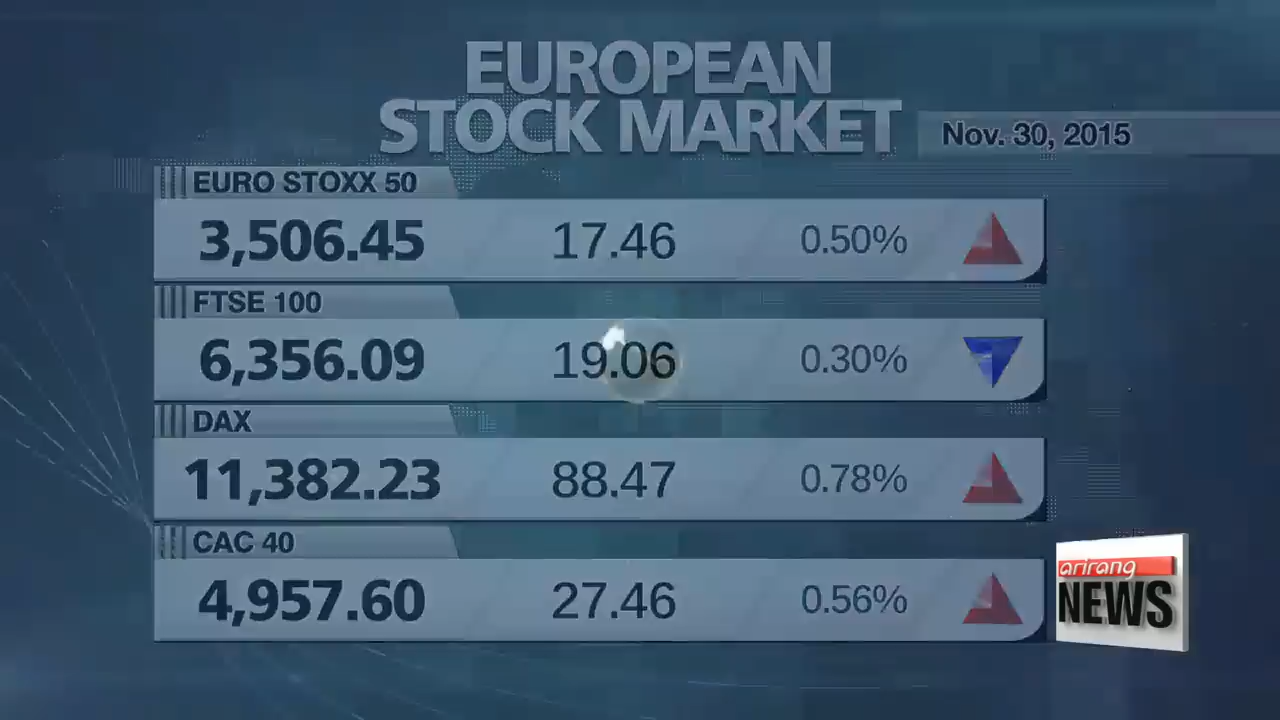 EUROPEAN
STOCK MARKET
Nov. 30, 2015
EURO STOXX 50
3,506.45 17.46 0.50%
FTSE 100
6,356.09 19.06 0.30%
DAX
11,382.23 88.47 0.78%
CAC 40
4,957.60 27.46 0.56%
arirang
NEWS